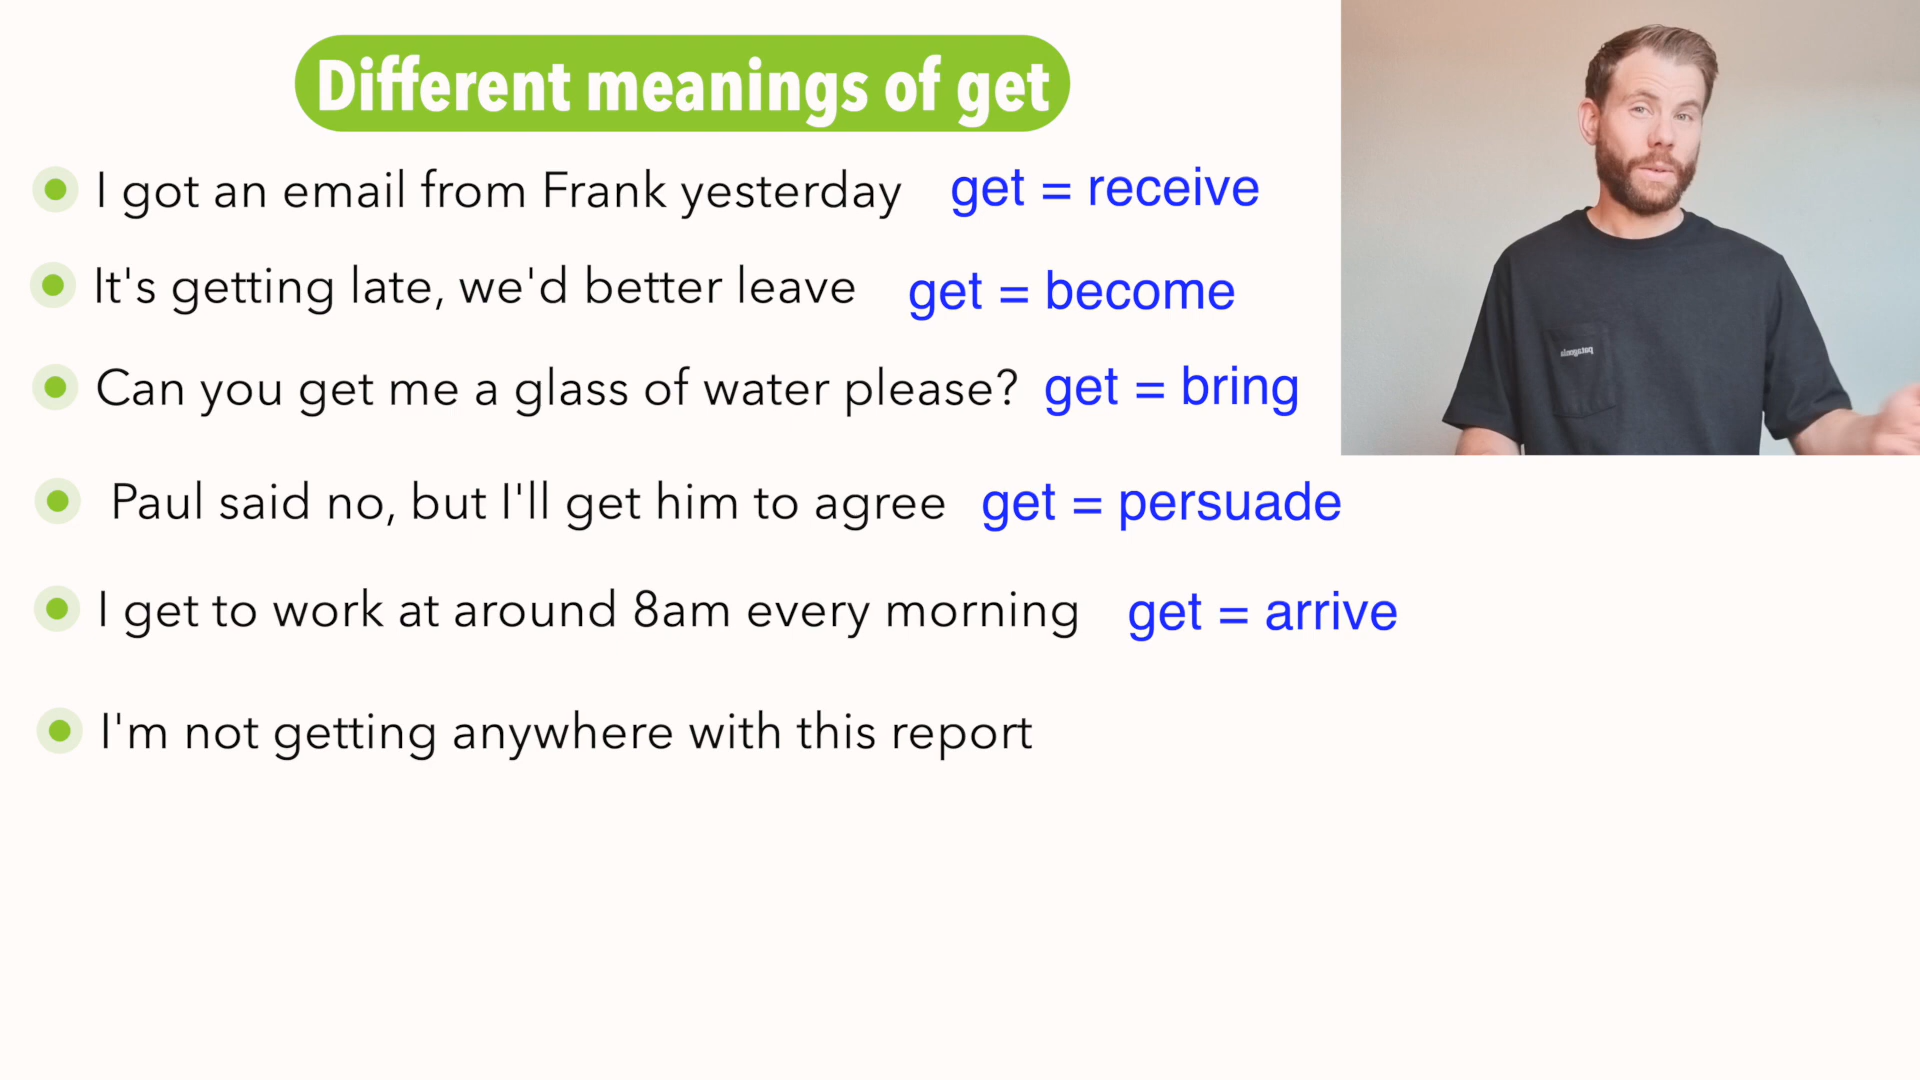 Different meanings of get
I got an email from Frank yesterday get = receive
It's getting late, we'd better leave get = become
Can you get me a glass of water please? get = bring
Paul said no, but I'll get him to agree get = persuade
I get to work at around 8am every morning get = arrive
I'm not getting anywhere with this report
patagonia